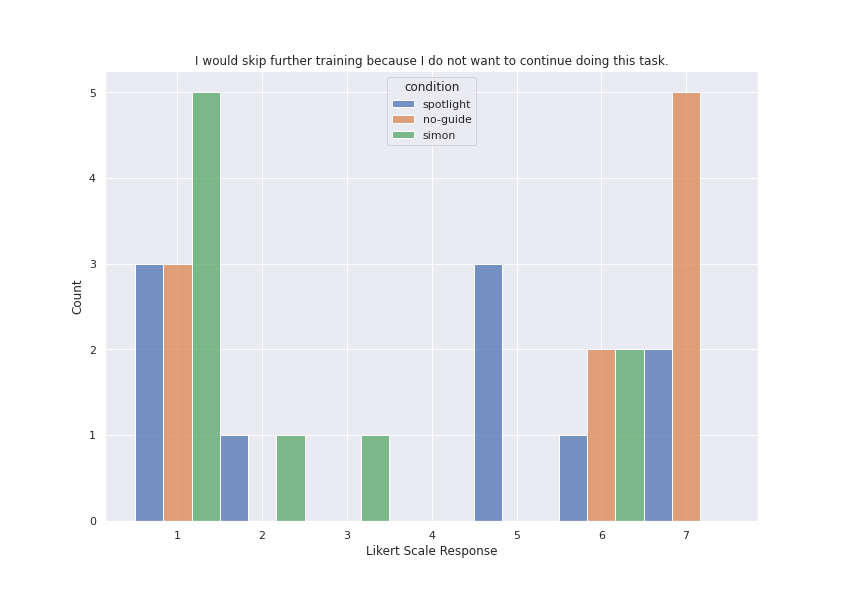 I would skip further training because I do not want to continue doing this task.
condition
spotlight
no-guide
simon
5
4
3
2
1
0
Count
1 2 3 4 5 6 7
Likert Scale Response